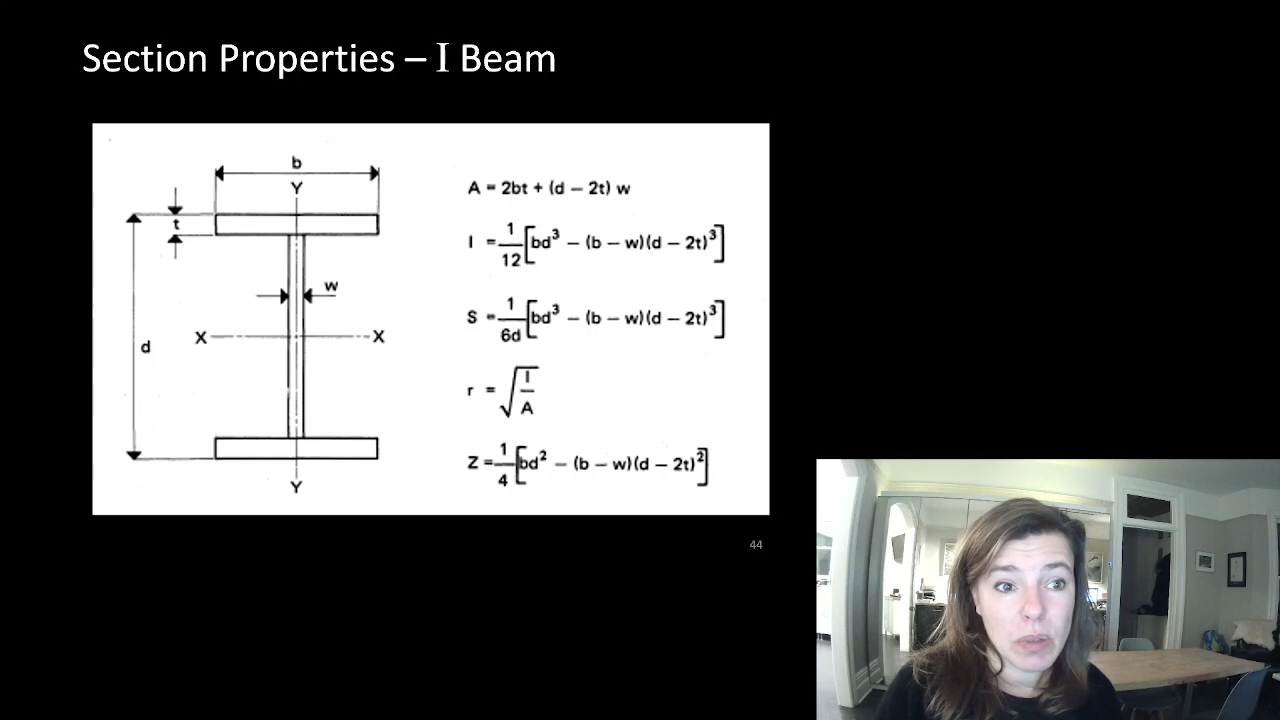 Section Properties – I Beam
b
Y
t
w
X X
d
Y
A = 2bt + (d – 2t) w
I = 1/12 [bd³ – (b – w)(d – 2t)³]
S = 1/6d [bd³ – (b – w)(d – 2t)³]
r = √(I/A)
Z = 1/4 [bd² – (b – w)(d – 2t)²]
44